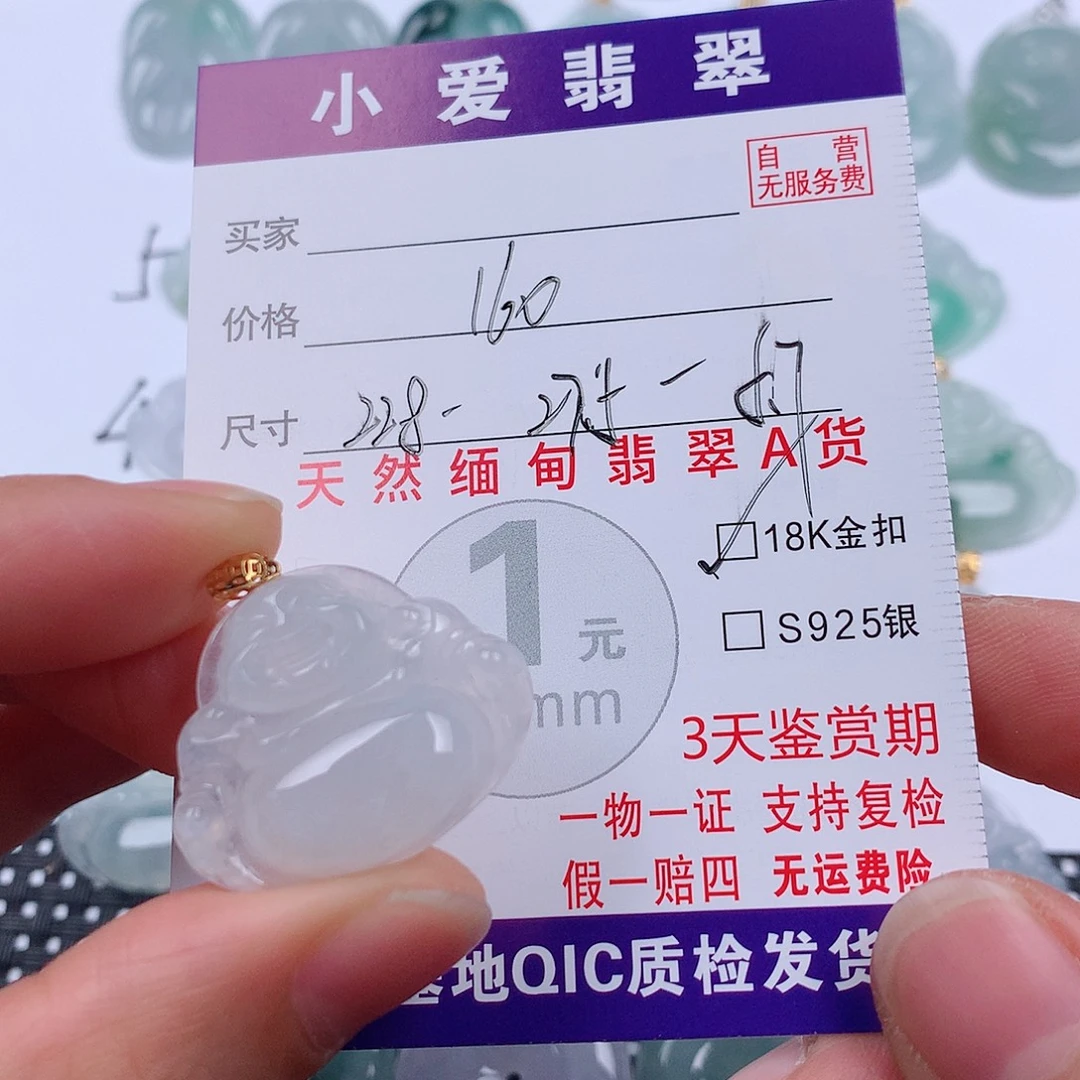 小爱翡翠
自 营
无服务费
买家
价格 160
尺寸 228-
天然缅甸翡翠A货
1元
mm
18K金扣
S925银
3天鉴赏期
一物一证 支持复检
假一赔四 无运费险
基地QIC质检发货